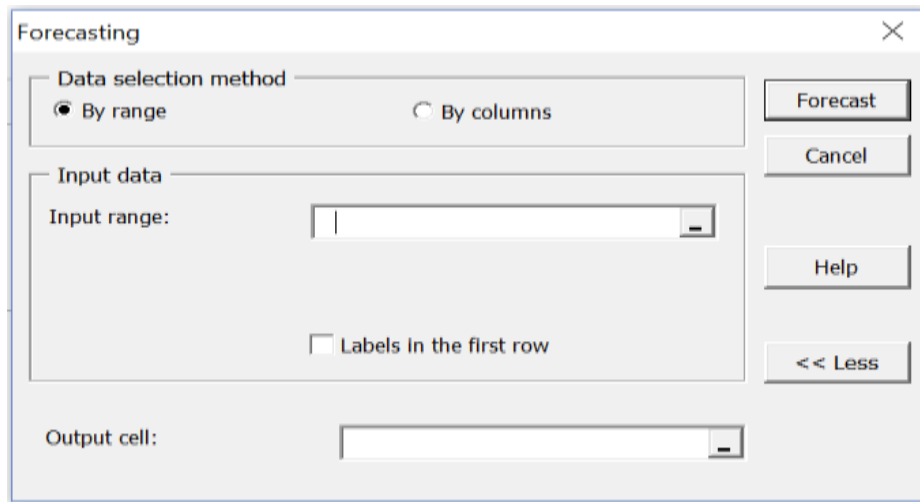 Forecasting
Data selection method
By range
By columns
Forecast
Cancel
Input data
Input range:
Help
Labels in the first row
<< Less
Output cell: